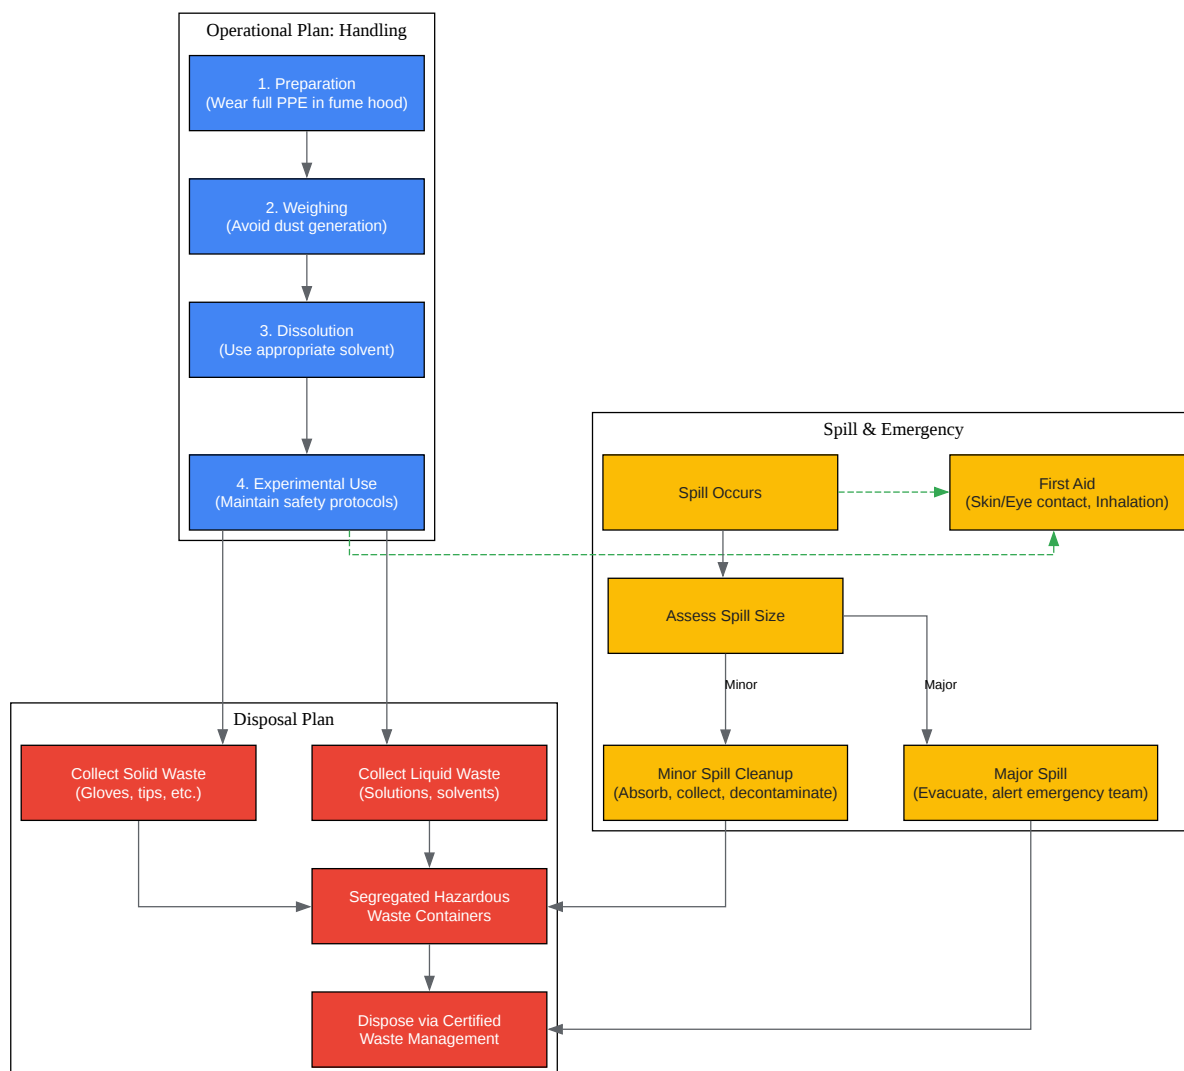 Operational Plan: Handling
1. Preparation
(Wear full PPE in fume hood)
2. Weighing
(Avoid dust generation)
3. Dissolution
(Use appropriate solvent)
4. Experimental Use
(Maintain safety protocols)
Spill & Emergency
Spill Occurs
First Aid
(Skin/Eye contact, Inhalation)
Assess Spill Size
Minor
Major
Minor Spill Cleanup
(Absorb, collect, decontaminate)
Major Spill
(Evacuate, alert emergency team)
Disposal Plan
Collect Solid Waste
(Gloves, tips, etc.)
Collect Liquid Waste
(Solutions, solvents)
Segregated Hazardous
Waste Containers
Dispose via Certified
Waste Management